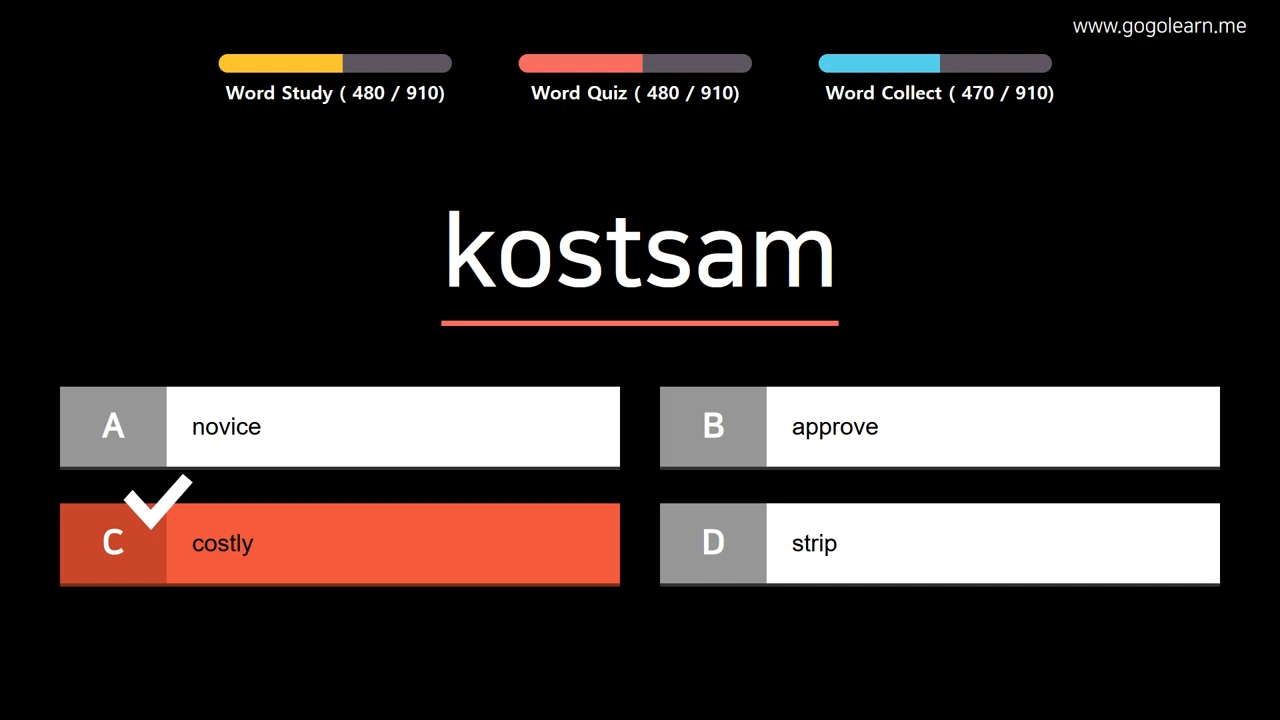 www.gogolearn.me
Word Study ( 480 / 910)
Word Quiz ( 480 / 910)
Word Collect ( 470 / 910)
kostsam
A novice
B approve
C costly
D strip